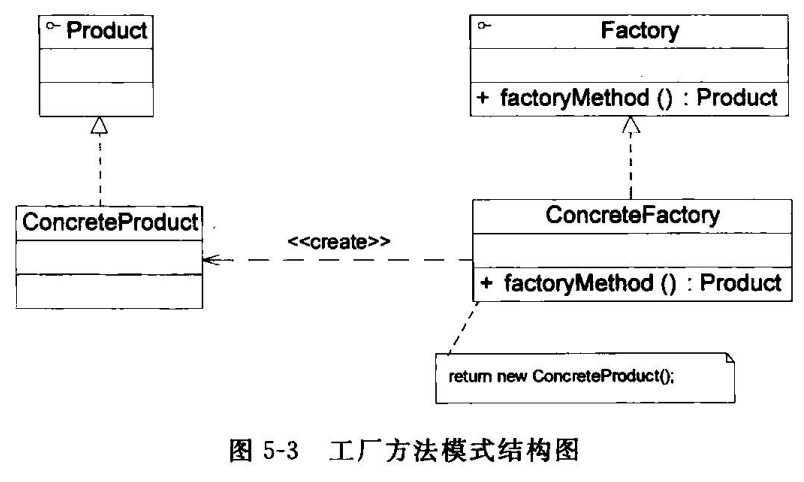 Product
Factory
+ factoryMethod () : Product
ConcreteProduct
ConcreteFactory
<<create>>
+ factoryMethod () : Product
return new ConcreteProduct();
图 5-3 工厂方法模式结构图